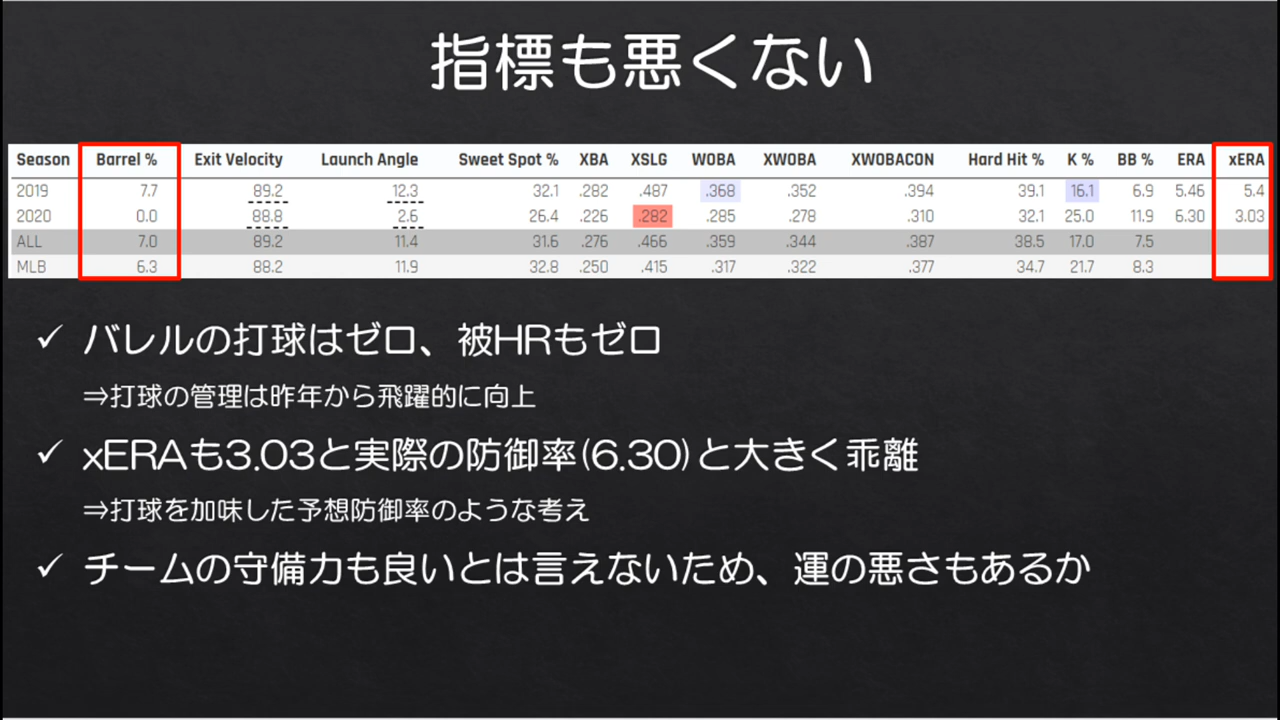 指標も悪くない
Season Barrel % Exit Velocity Launch Angle Sweet Spot % XBA XSLG WOBA XWOBA XWOBACON Hard Hit % K % BB % ERA xERA
2019 7.7 89.2 12.3 32.1 .282 .487 .368 .352 .394 39.1 16.1 6.9 5.46 5.4
2020 0.0 88.8 2.6 26.4 .226 .282 .285 .278 .310 32.1 25.0 11.9 6.30 3.03
ALL 7.0 89.2 11.4 31.6 .276 .466 .359 .344 .387 38.5 17.0 7.5
MLB 6.3 88.2 11.9 32.8 .250 .415 .317 .322 .377 34.7 21.7 8.3
✓ バレルの打球はゼロ、被HRもゼロ
⇒打球の管理は昨年から飛躍的に向上
✓ xERAも3.03と実際の防御率(6.30)と大きく乖離
⇒打球を加味した予想防御率のような考え
✓ チームの守備力も良いとは言えないため、運の悪さもあるか